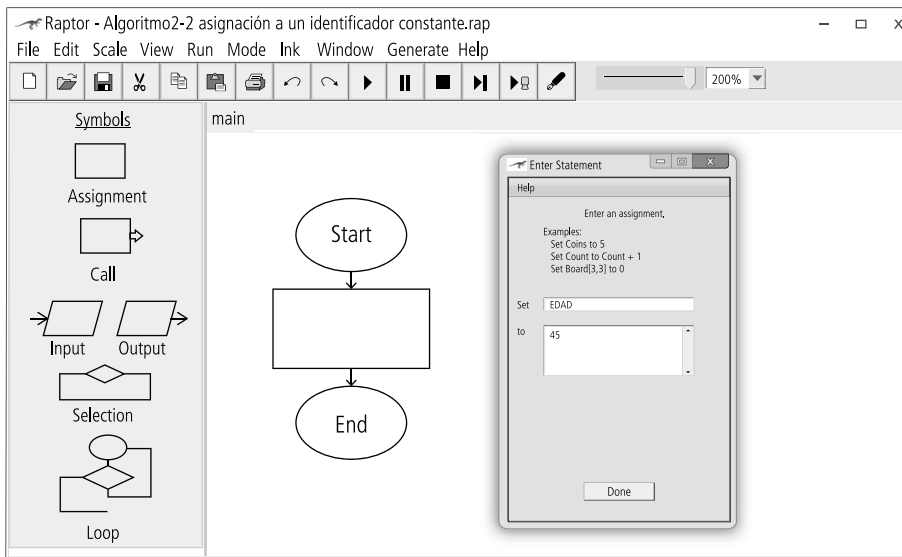 Raptor - Algoritmo2-2 asignación a un identificador constante.rap
File Edit Scale View Run Mode Ink Window Generate Help
200%
Symbols
Assignment
Call
Input Output
Selection
Loop
main
Start
End
Enter Statement
Help
Enter an assignment.
Examples:
Set Coins to 5
Set Count to Count + 1
Set Board[3,3] to 0
Set EDAD
to 45
Done